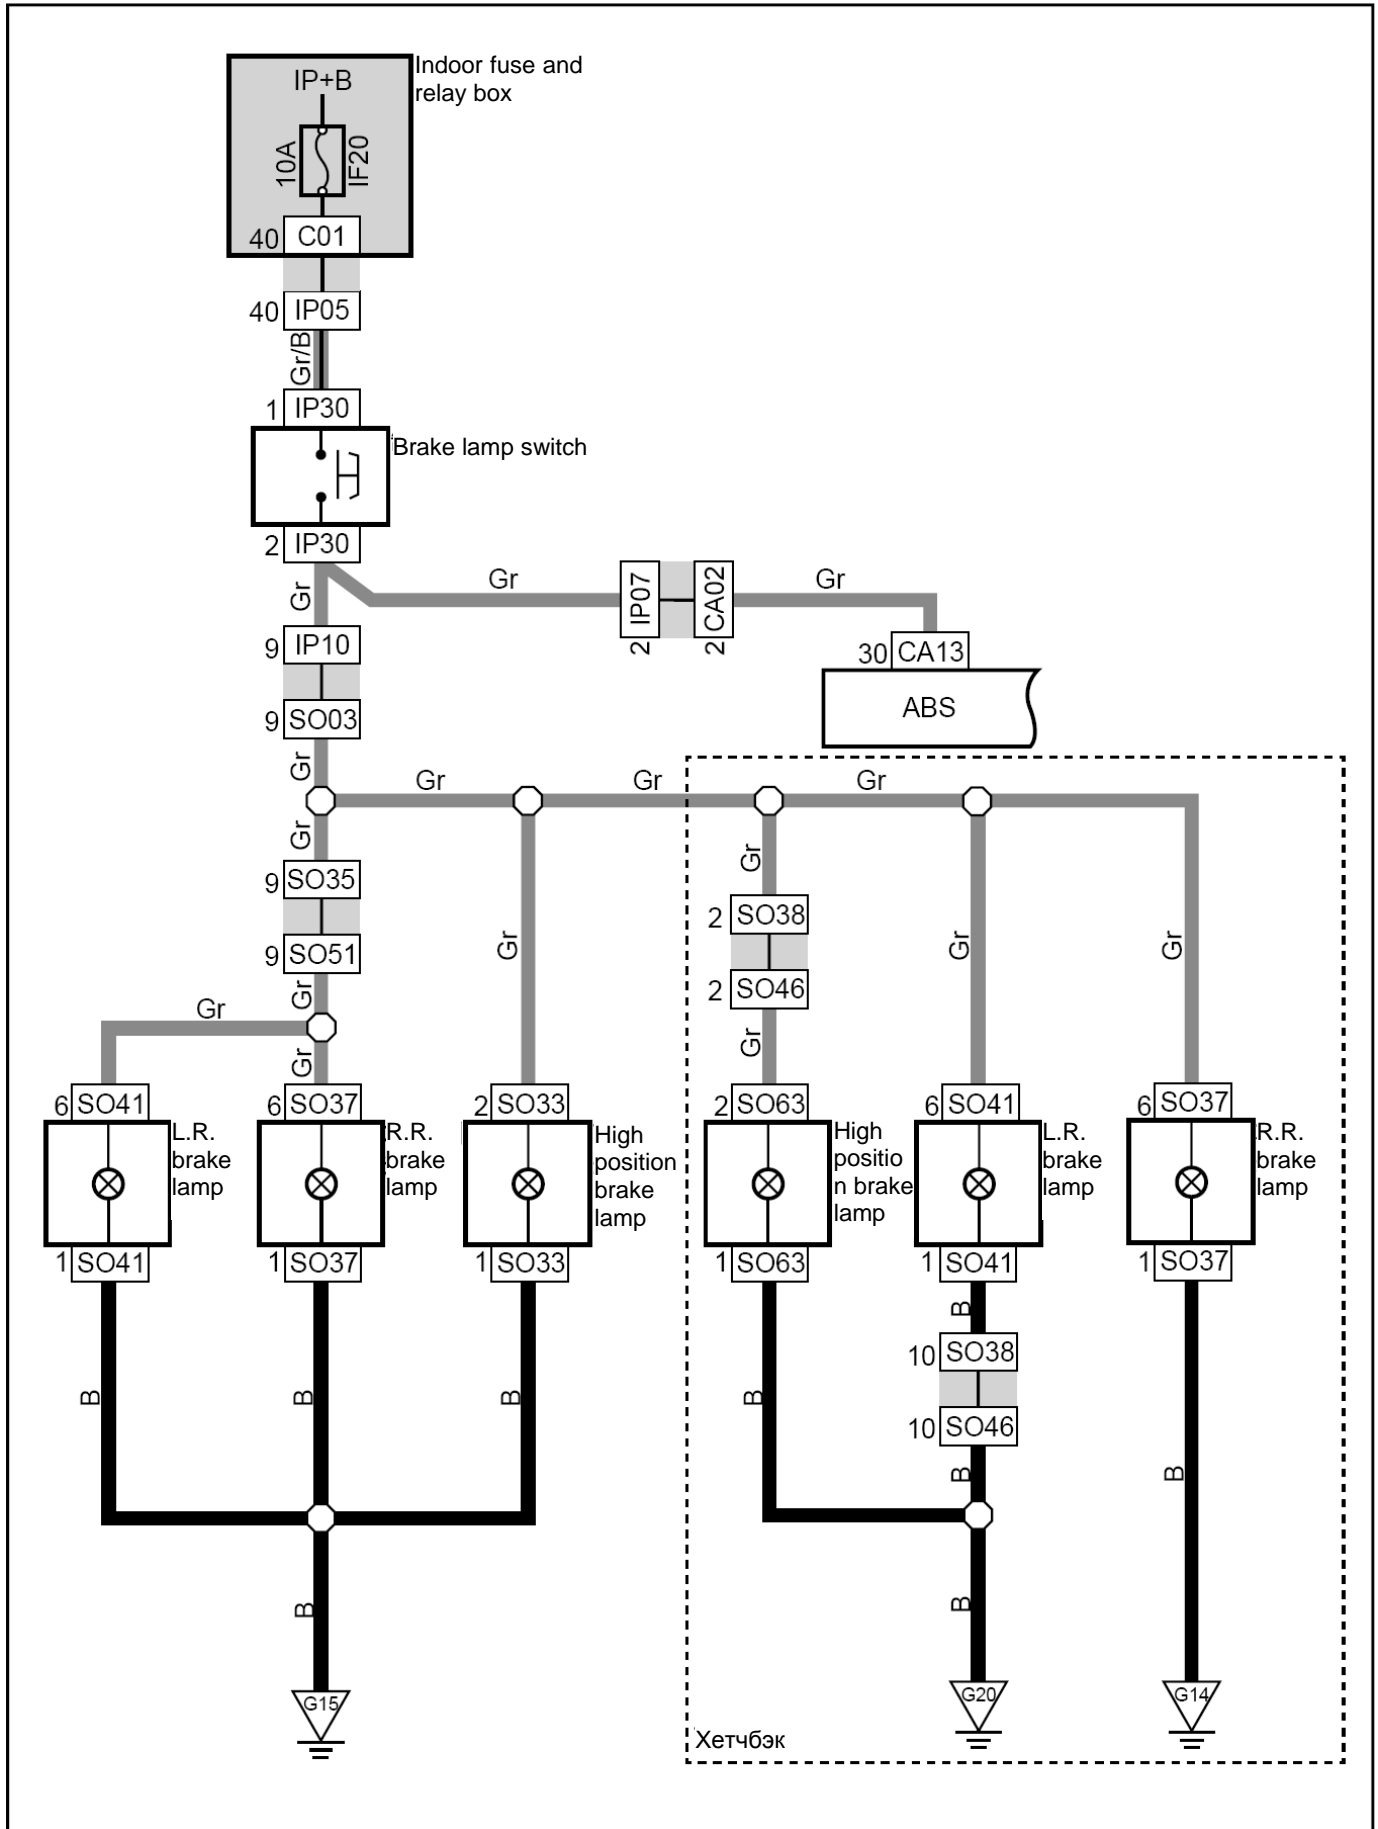 Indoor fuse and
relay box
IP+B
10A
IF20
40 C01
40 IP05
Gr/B
1 IP30
Brake lamp switch
2 IP30
Gr
Gr
2 IP07
2 CA02
Gr
9 IP10
30 CA13
ABS
9 SO03
Gr
Gr
Gr
Gr
Gr
9 SO35
Gr
Gr
2 SO38
Gr
Gr
9 SO51
2 SO46
Gr
Gr
Gr
Gr
6 SO41
6 SO37
2 SO33
2 SO63
6 SO41
6 SO37
L.R.
brake
lamp
R.R.
brake
lamp
High
position
brake
lamp
High
positio
n brake
lamp
L.R.
brake
lamp
R.R.
brake
lamp
1 SO41
1 SO37
1 SO33
1 SO63
1 SO41
1 SO37
B
10 SO38
B
B
B
B
10 SO46
B
B
B
B
G15
G20
G14
Хетчбэк